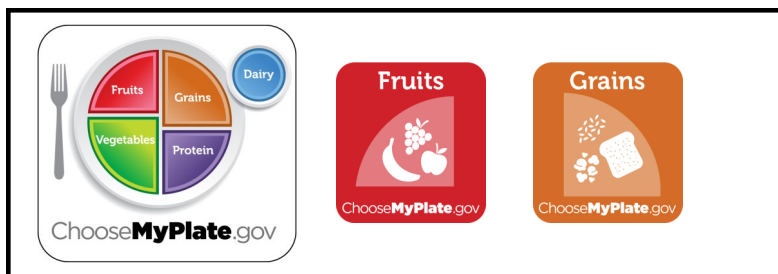 Dairy
Fruits
Grains
Vegetables
Protein
ChooseMyPlate.gov
Fruits
ChooseMyPlate.gov
Grains
ChooseMyPlate.gov